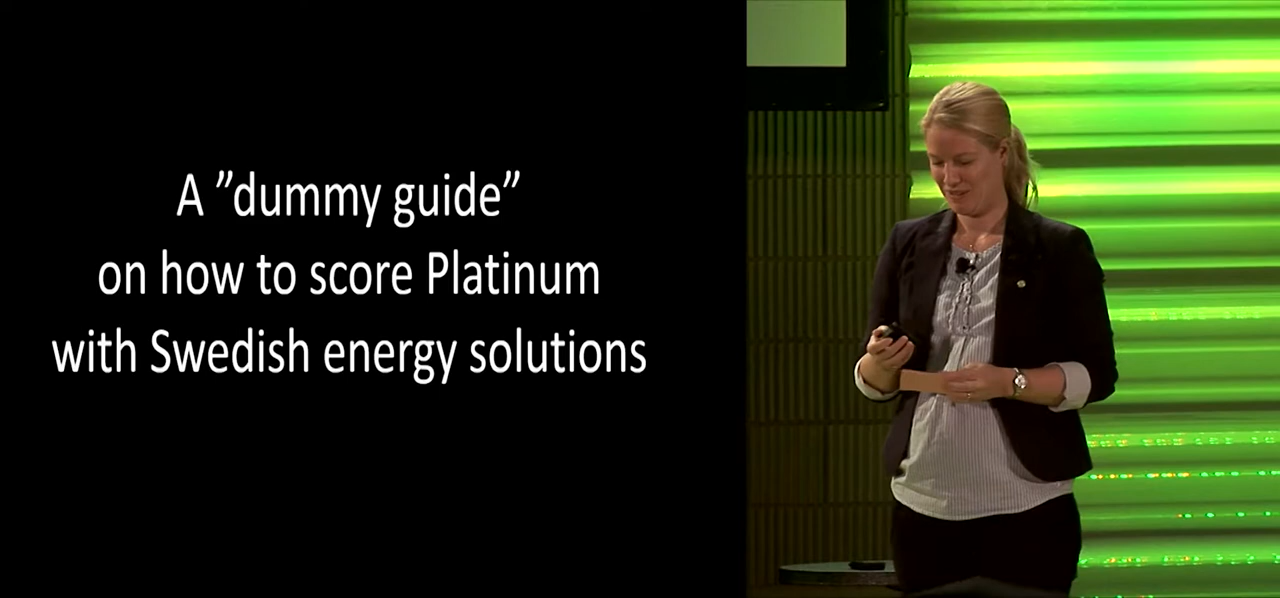 A ”dummy guide”
on how to score Platinum
with Swedish energy solutions